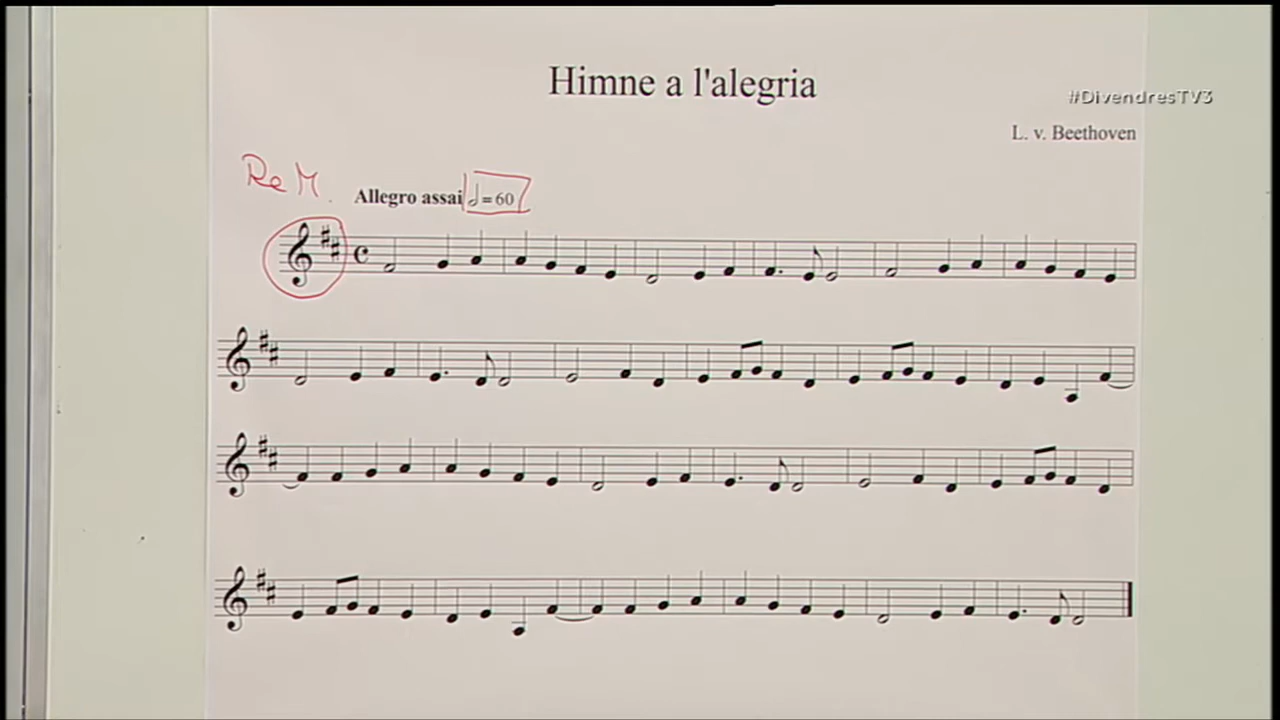 Himne a l'alegria
#DivendresTV3
L. v. Beethoven
Re M
Allegro assai 𝅗𝅥 = 60